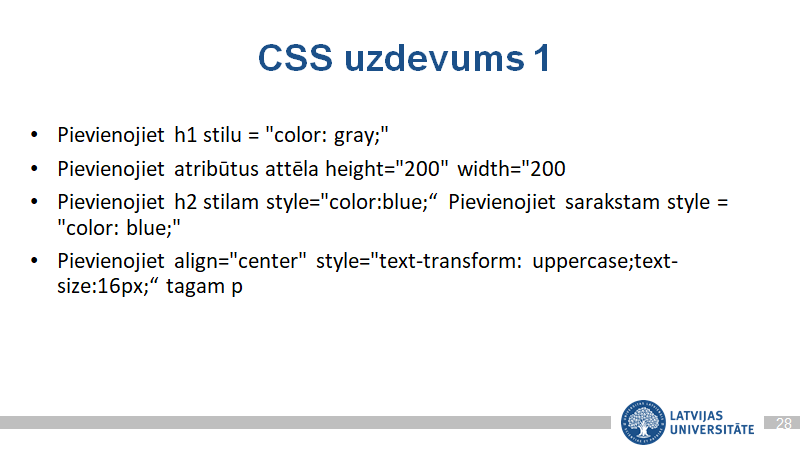 CSS uzdevums 1
• Pievienojiet h1 stilu = "color: gray;"
• Pievienojiet atribūtus attēla height="200" width="200
• Pievienojiet h2 stilam style="color:blue;“ Pievienojiet sarakstam style =
"color: blue;"
• Pievienojiet align="center" style="text-transform: uppercase;text-
size:16px;“ tagam p
LATVIJAS
UNIVERSITĀTE
28